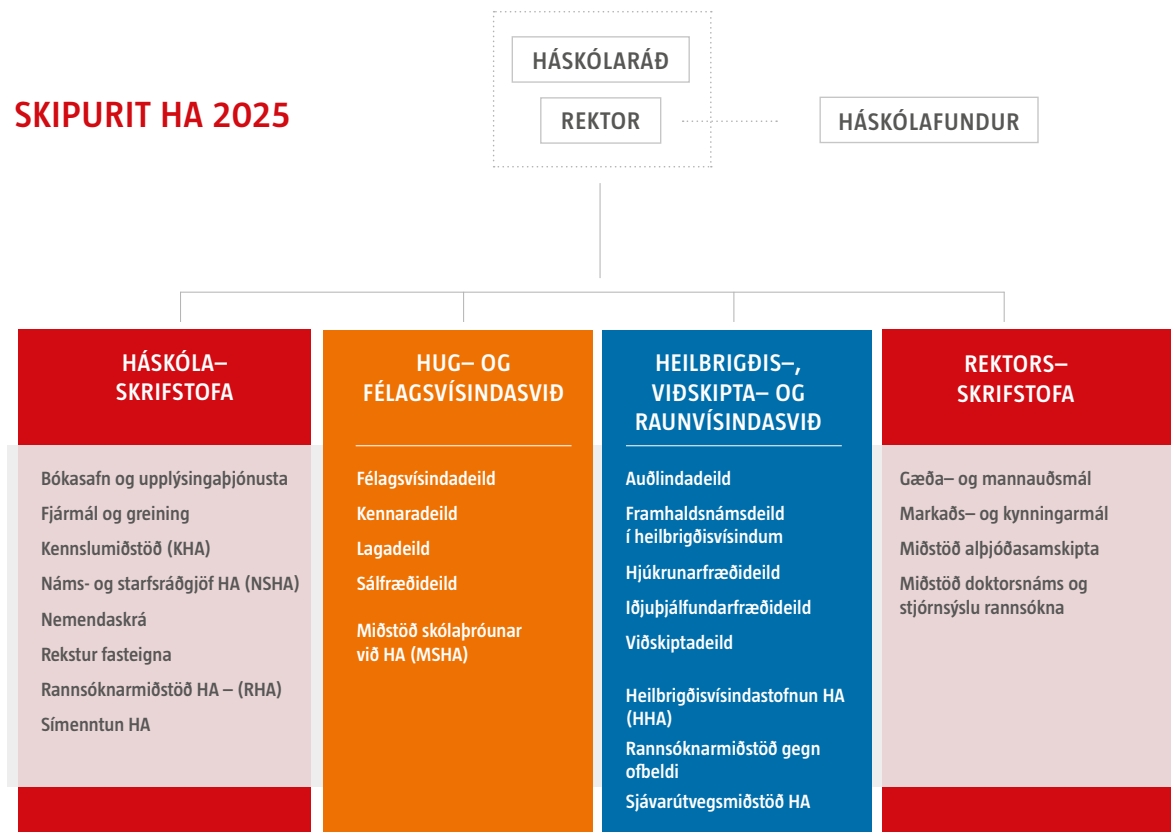 SKIPURIT HA 2025
HÁSKÓLARÁÐ
REKTOR
HÁSKÓLAFUNDUR
HÁSKÓLA–
SKRIFSTOFA
Bókasafn og upplýsingaþjónusta
Fjármál og greining
Kennslumiðstöð (KHA)
Náms- og starfsráðgjöf HA (NSHA)
Nemendaskrá
Rekstur fasteigna
Rannsóknarmiðstöð HA – (RHA)
Símenntun HA
HUG– OG
FÉLAGSVÍSINDASVIÐ
Félagsvísindadeild
Kennaradeild
Lagadeild
Sálfræðideild
Miðstöð skólaþróunar
við HA (MSHA)
HEILBRIGÐIS–,
VIÐSKIPTA– OG
RAUNVÍSINDASVIÐ
Auðlindadeild
Framhaldsnámsdeild
í heilbrigðisvísindum
Hjúkrunarfræðideild
Iðjuþjálfundarfræðideild
Viðskiptadeild
Heilbrigðisvísindastofnun HA
(HHA)
Rannsóknarmiðstöð gegn
ofbeldi
Sjávarútvegsmiðstöð HA
REKTORS–
SKRIFSTOFA
Gæða– og mannauðsmál
Markaðs– og kynningarmál
Miðstöð alþjóðasamskipta
Miðstöð doktorsnáms og
stjórnsýslu rannsókna